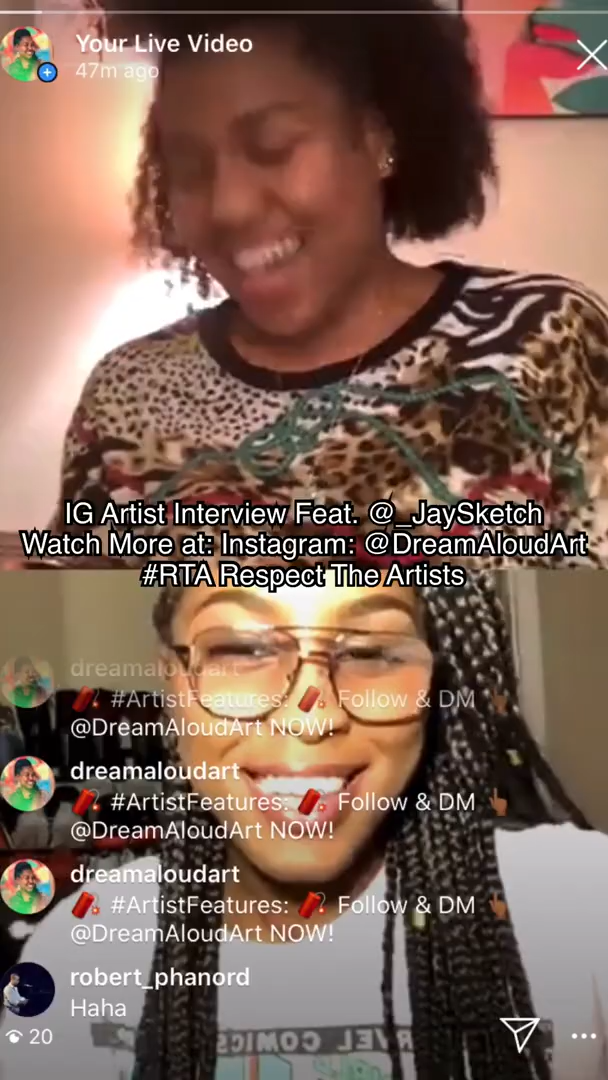 Your Live Video
47m ago
IG Artist Interview Feat. @_JaySketch
Watch More at: Instagram: @DreamAloudArt
#RTA Respect The Artists
dreamaloudart
🧨 #ArtistFeatures: 🧨 Follow & DM 👆🏾
@DreamAloudArt NOW!
dreamaloudart
🧨 #ArtistFeatures: 🧨 Follow & DM 👆🏾
@DreamAloudArt NOW!
dreamaloudart
🧨 #ArtistFeatures: 🧨 Follow & DM 👆🏾
@DreamAloudArt NOW!
robert_phanord
Haha
20